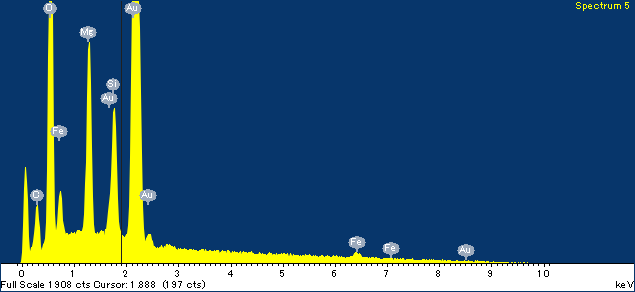 Spectrum 5
O Au
Mg
Si
Au
Fe
Au
Fe
Fe
Au
0 1 2 3 4 5 6 7 8 9 10
Full Scale 1908 cts Cursor: 1.888 (197 cts) keV